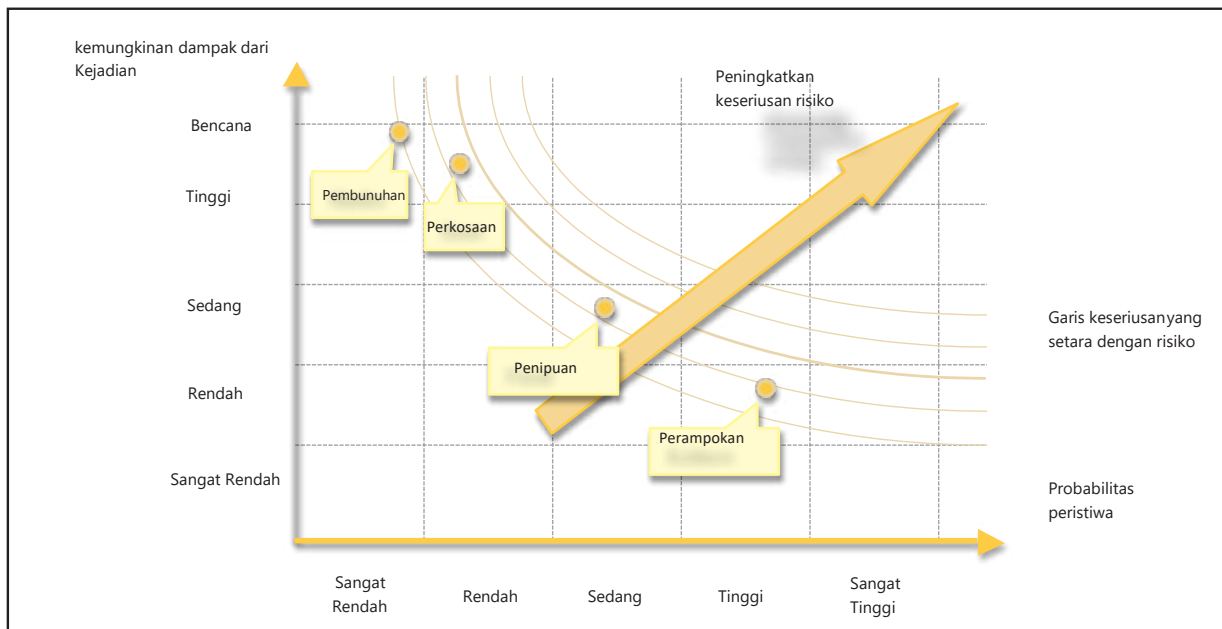 kemungkinan dampak dari
Kejadian
Peningkatkan
keseriusan risiko
Bencana
Tinggi
Sedang
Rendah
Sangat Rendah
Pembunuhan
Perkosaan
Penipuan
Perampokan
Garis keseriusanyang
setara dengan risiko
Probabilitas
peristiwa
Sangat
Rendah
Rendah
Sedang
Tinggi
Sangat
Tinggi